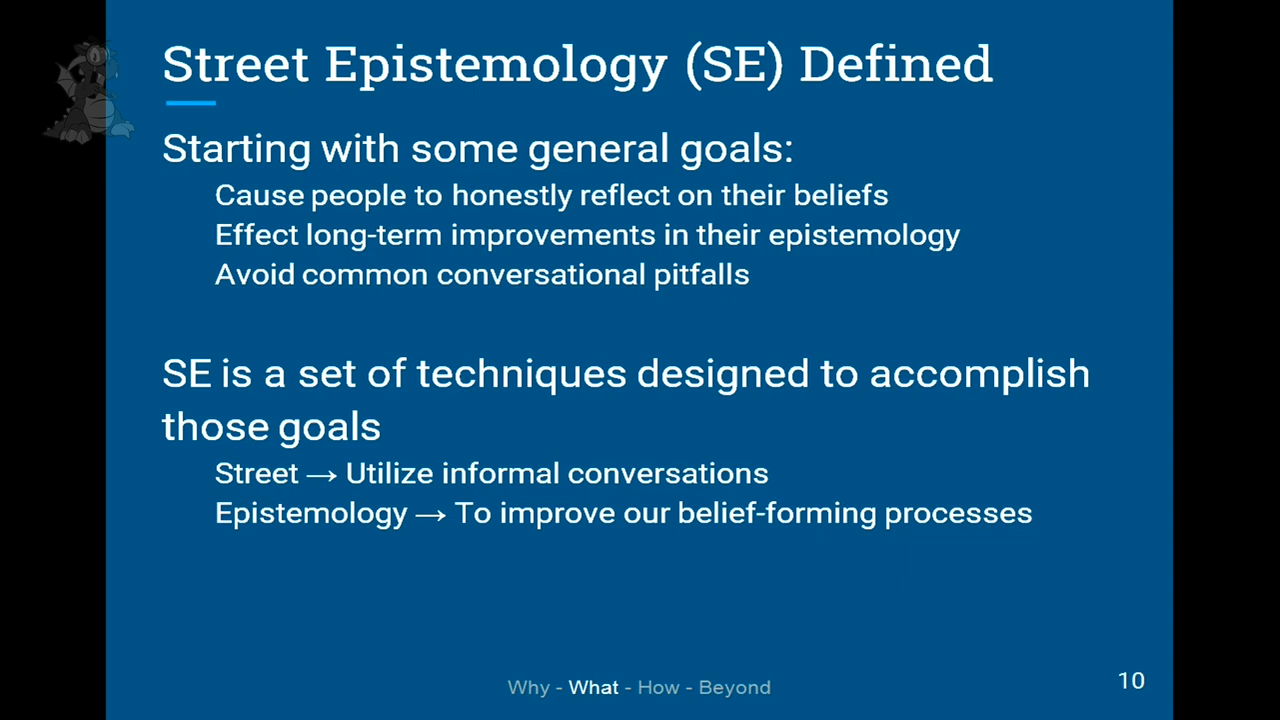 Street Epistemology (SE) Defined
Starting with some general goals:
Cause people to honestly reflect on their beliefs
Effect long-term improvements in their epistemology
Avoid common conversational pitfalls
SE is a set of techniques designed to accomplish
those goals
Street → Utilize informal conversations
Epistemology → To improve our belief-forming processes
Why - What - How - Beyond
10